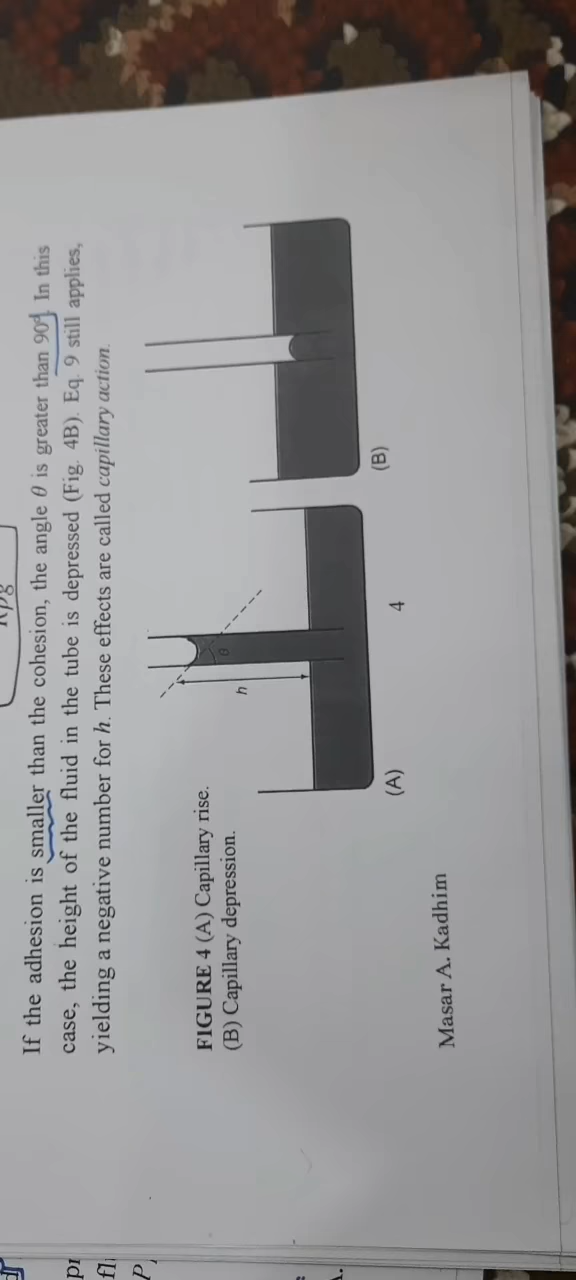 If the adhesion is smaller than the cohesion, the angle θ is greater than 90°. In this
case, the height of the fluid in the tube is depressed (Fig. 4B). Eq. 9 still applies,
yielding a negative number for h. These effects are called capillary action.
h
θ
(A)
(B)
FIGURE 4 (A) Capillary rise.
(B) Capillary depression.
4
Masar A. Kadhim